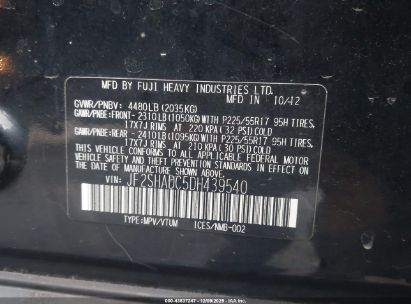 MFD BY FUJI HEAVY INDUSTRIES LTD.
MFD IN 10/12
GVWR/PNBV: 4480LB (2035KG)
GAWR/PNBE:FRONT- 2310LB(1050KG)WITH P225/55R17 95H TIRES,
17X7J RIMS AT 220 KPA(32 PSI)COLD
GAWR/PNBE:REAR- 2410LB(1095KG)WITH P225/55R17 95H TIRES,
17X7J RIMS AT 210 KPA(30 PSI)COLD
THIS VEHICLE CONFORMS TO ALL APPLICABLE
FEDERAL MOTOR VEHICLE SAFETY STANDARDS
IN EFFECT ON THE DATE OF MANUFACTURE
SHOWN ABOVE.
VIN: JF2SHABC5DH439540
TYPE:MPV/VTUM ICES/NMB-002